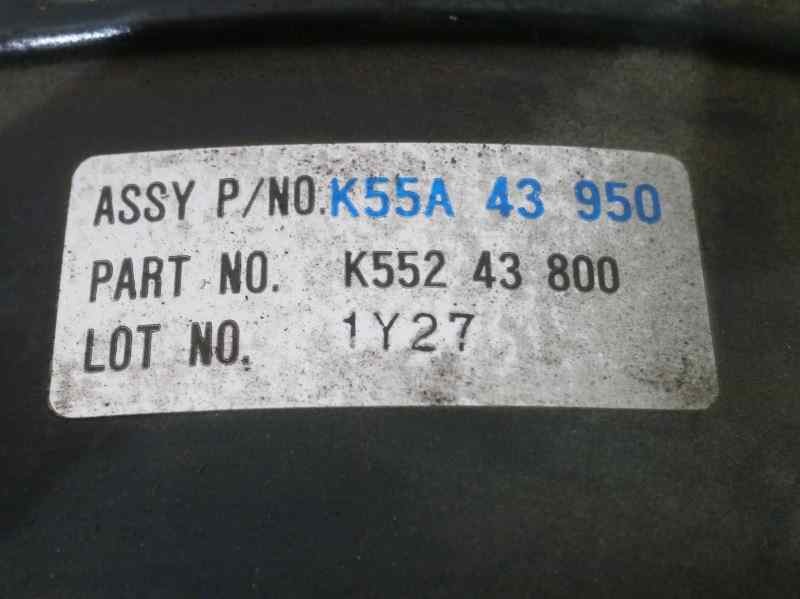 ASSY P/NO. K55A 43 950
PART NO. K552 43 800
LOT NO. 1Y27